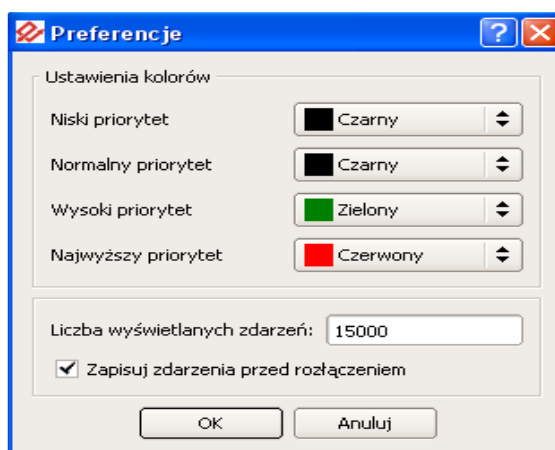 Preferencje
Ustawienia kolorów
Niski priorytet Czarny
Normalny priorytet Czarny
Wysoki priorytet Zielony
Najwyższy priorytet Czerwony
Liczba wyświetlanych zdarzeń: 15000
Zapisuj zdarzenia przed rozłączeniem
OK Anuluj